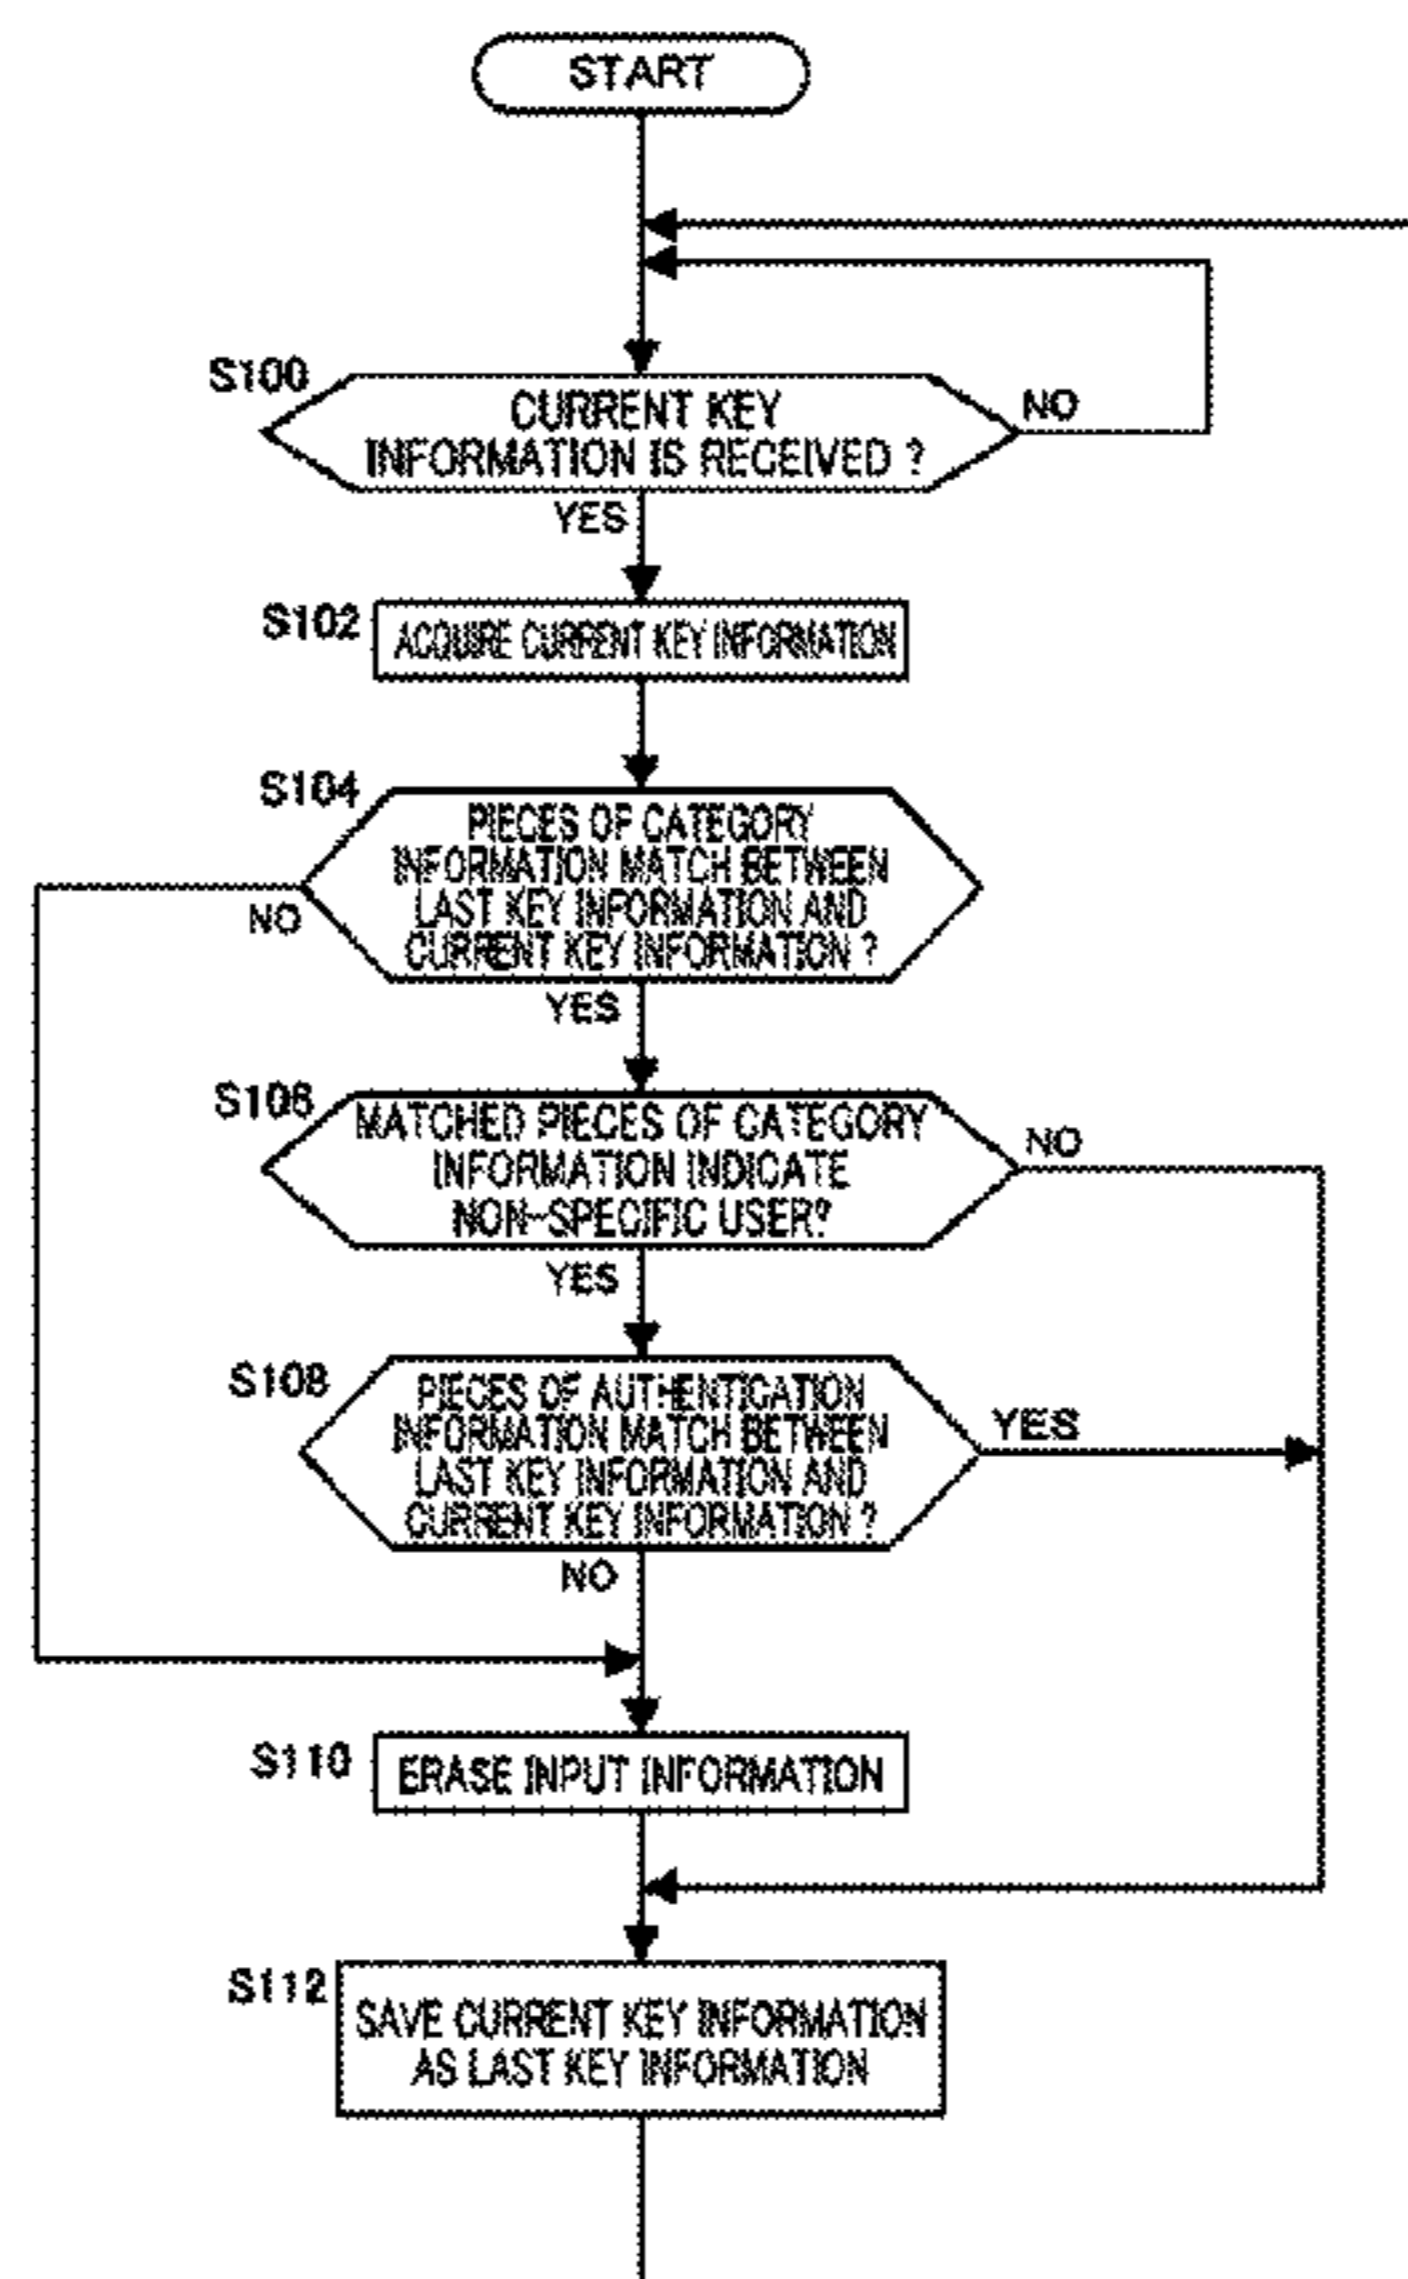 START
S100
CURRENT KEY
INFORMATION IS RECEIVED ?
NO
YES
S102
ACQUIRE CURRENT KEY INFORMATION
S104
PIECES OF CATEGORY
INFORMATION MATCH BETWEEN
LAST KEY INFORMATION AND
CURRENT KEY INFORMATION ?
NO
YES
S106
MATCHED PIECES OF CATEGORY
INFORMATION INDICATE
NON-SPECIFIC USER?
NO
YES
S108
PIECES OF AUTHENTICATION
INFORMATION MATCH BETWEEN
LAST KEY INFORMATION AND
CURRENT KEY INFORMATION ?
YES
NO
S110
ERASE INPUT INFORMATION
S112
SAVE CURRENT KEY INFORMATION
AS LAST KEY INFORMATION